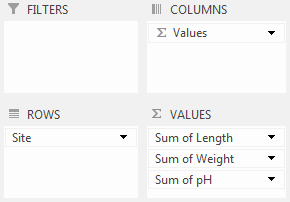 FILTERS
COLUMNS
Σ Values
ROWS
Σ VALUES
Site
Sum of Length
Sum of Weight
Sum of pH